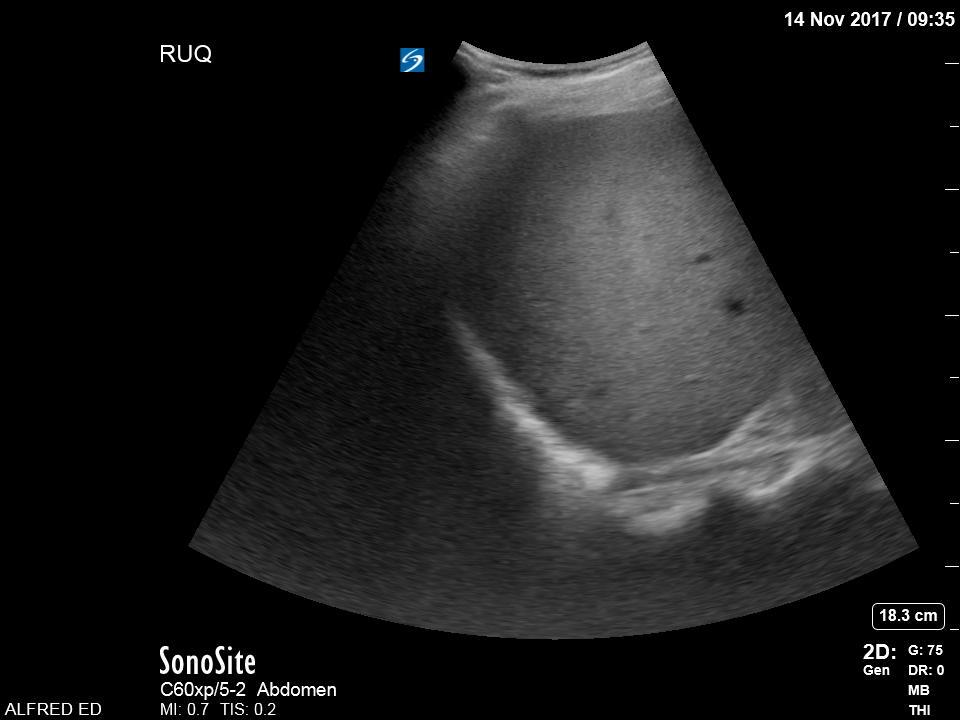 14 Nov 2017 / 09:35
RUQ
18.3 cm
SonoSite
C60xp/5-2 Abdomen
MI: 0.7 TIS: 0.2
2D: G: 75
Gen DR: 0
MB
THI
ALFRED ED